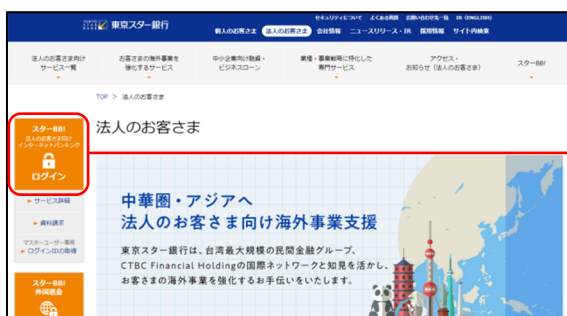 東京スター銀行
セキュリティについて よくある質問 お問い合わせ先一覧 IR (ENGLISH)
個人のお客さま 法人のお客さま 会社情報 ニュースリリース・IR 採用情報 サイト内検索
法人のお客さま向け
サービス一覧
お客さまの海外事業を
強化するサービス
中小企業向け融資・
ビジネスローン
業種・事業戦略に特化した
専門サービス
アクセス・
お知らせ（法人のお客さま）
スターBB!
TOP > 法人のお客さま
スターBB!
法人のお客さま向け
インターネットバンキング
ログイン
サービス詳細
資料請求
マスターユーザー専用
ログインIDの取得
スターBB!
外国送金
法人のお客さま
中華圏・アジアへ
法人のお客さま向け海外事業支援
東京スター銀行は、台湾最大規模の民間金融グループ、
CTBC Financial Holdingの国際ネットワークと知見を活かし、
お客さまの海外事業を強化するお手伝いをいたします。